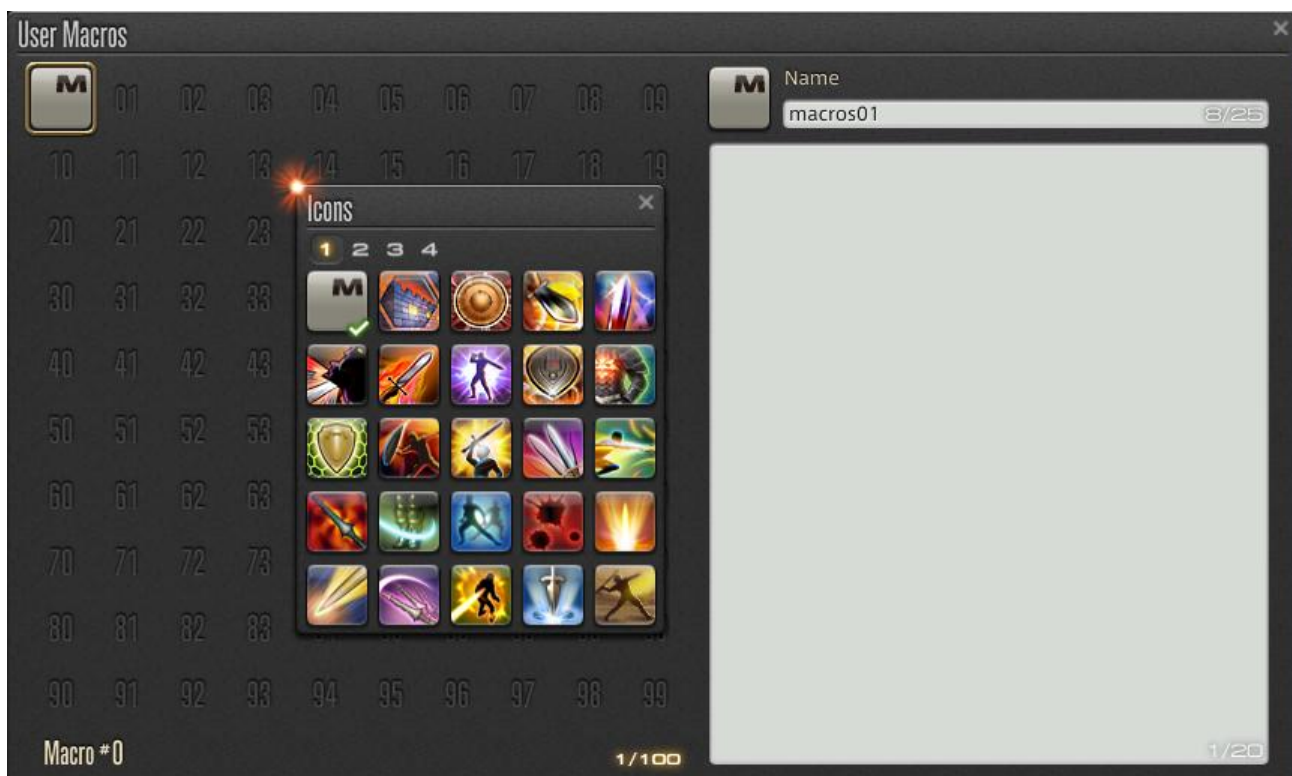 User Macros
M 01 02 03 04 05 06 07 08 09
M Name
macros01 8/25
10 11 12 13 14 15 16 17 18 19
Icons
20 21 22 23
1 2 3 4
30 31 32 33
M
40 41 42 43
50 51 52 53
60 61 62 63
70 71 72 73
80 81 82 83
90 91 92 93 94 95 96 97 98 99
Macro #0 1/100
1/20